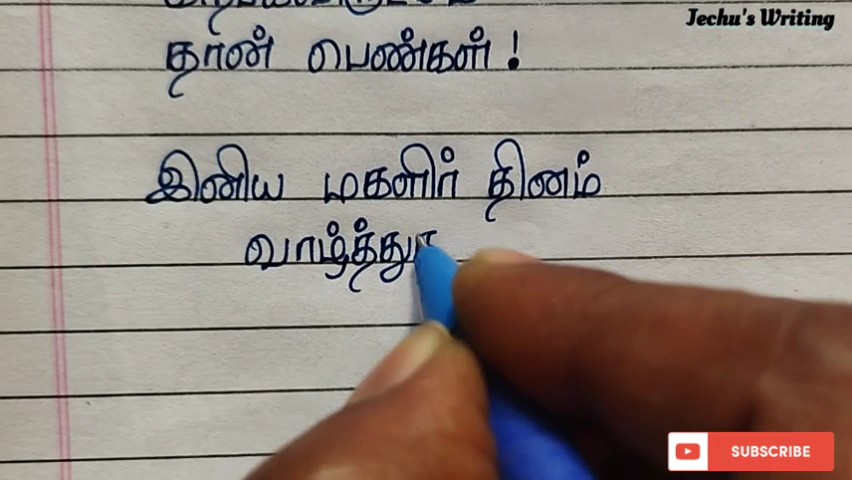 Jechu's Writing
தான் பெண்கள் !
இனிய மகளிர் தினம்
வாழ்த்து
SUBSCRIBE